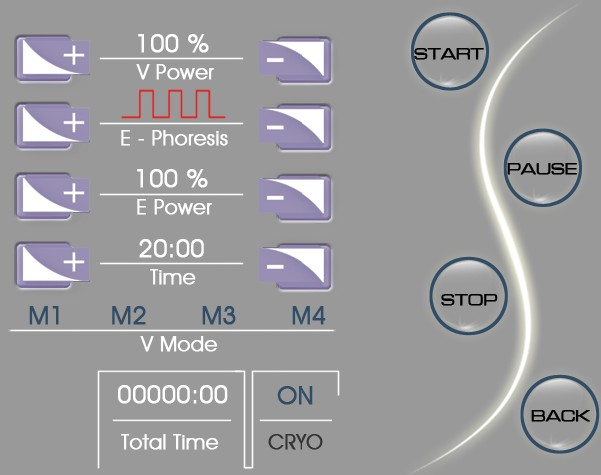 100 %
V Power
E - Phoresis
100 %
E Power
20:00
Time
M1 M2 M3 M4
V Mode
00000:00
Total Time
ON
CRYO
START
PAUSE
STOP
BACK